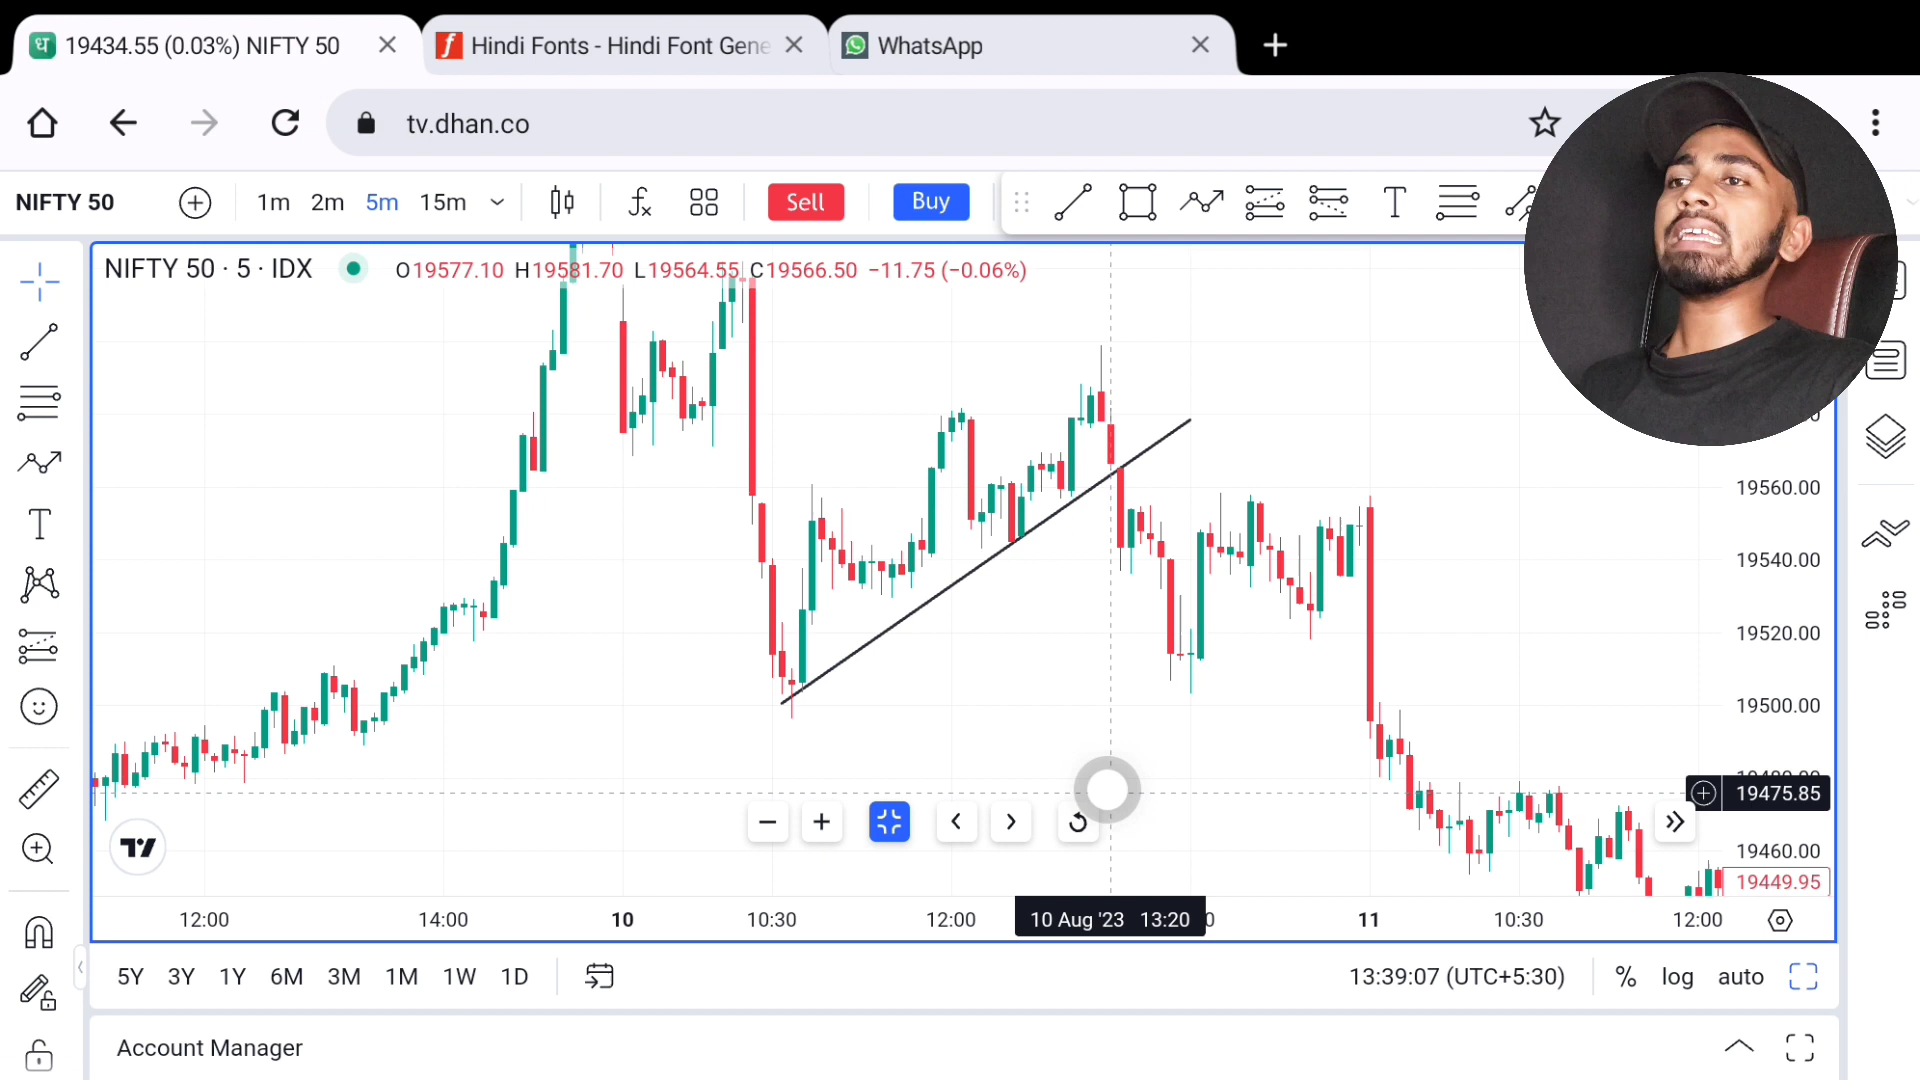 ध 19434.55 (0.03%) NIFTY 50
f Hindi Fonts - Hindi Font Gene
WhatsApp
tv.dhan.co
NIFTY 50
1m 2m 5m 15m
fx
Sell
Buy
T
NIFTY 50 · 5 · IDX
O19577.10 H19581.70 L19564.55 C19566.50 −11.75 (−0.06%)
19560.00
19540.00
19520.00
19500.00
19475.85
19460.00
19449.95
12:00 14:00 10 10:30 12:00 10 Aug '23 13:20 11 10:30 12:00
5Y 3Y 1Y 6M 3M 1M 1W 1D
13:39:07 (UTC+5:30) % log auto
Account Manager